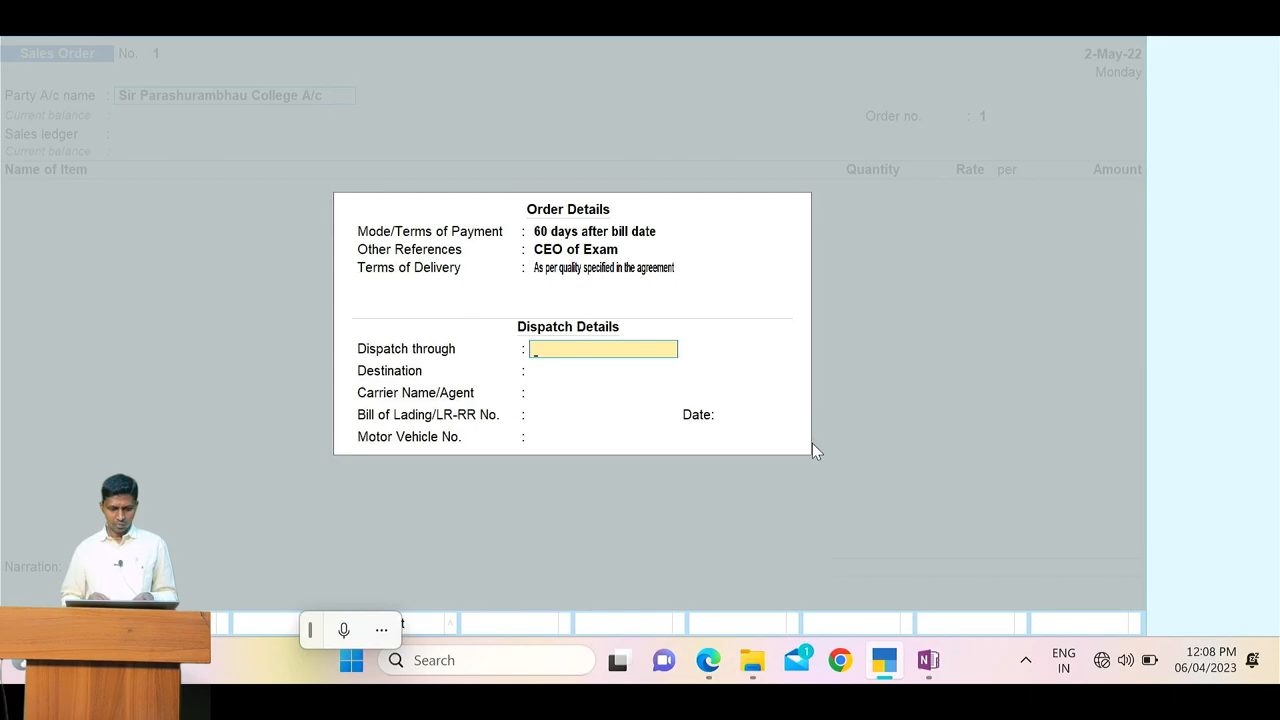 Sales Order No. 1 2-May-22
Monday
Party A/c name : Sir Parashurambhau College A/c
Current balance :
Order no. : 1
Sales ledger :
Current balance :
Name of Item Quantity Rate per Amount
Order Details
Mode/Terms of Payment : 60 days after bill date
Other References : CEO of Exam
Terms of Delivery : As per quality specified in the agreement
Dispatch Details
Dispatch through :
Destination :
Carrier Name/Agent :
Bill of Lading/LR-RR No. : Date:
Motor Vehicle No. :
Narration:
Search
1
ENG
IN
12:08 PM
06/04/2023